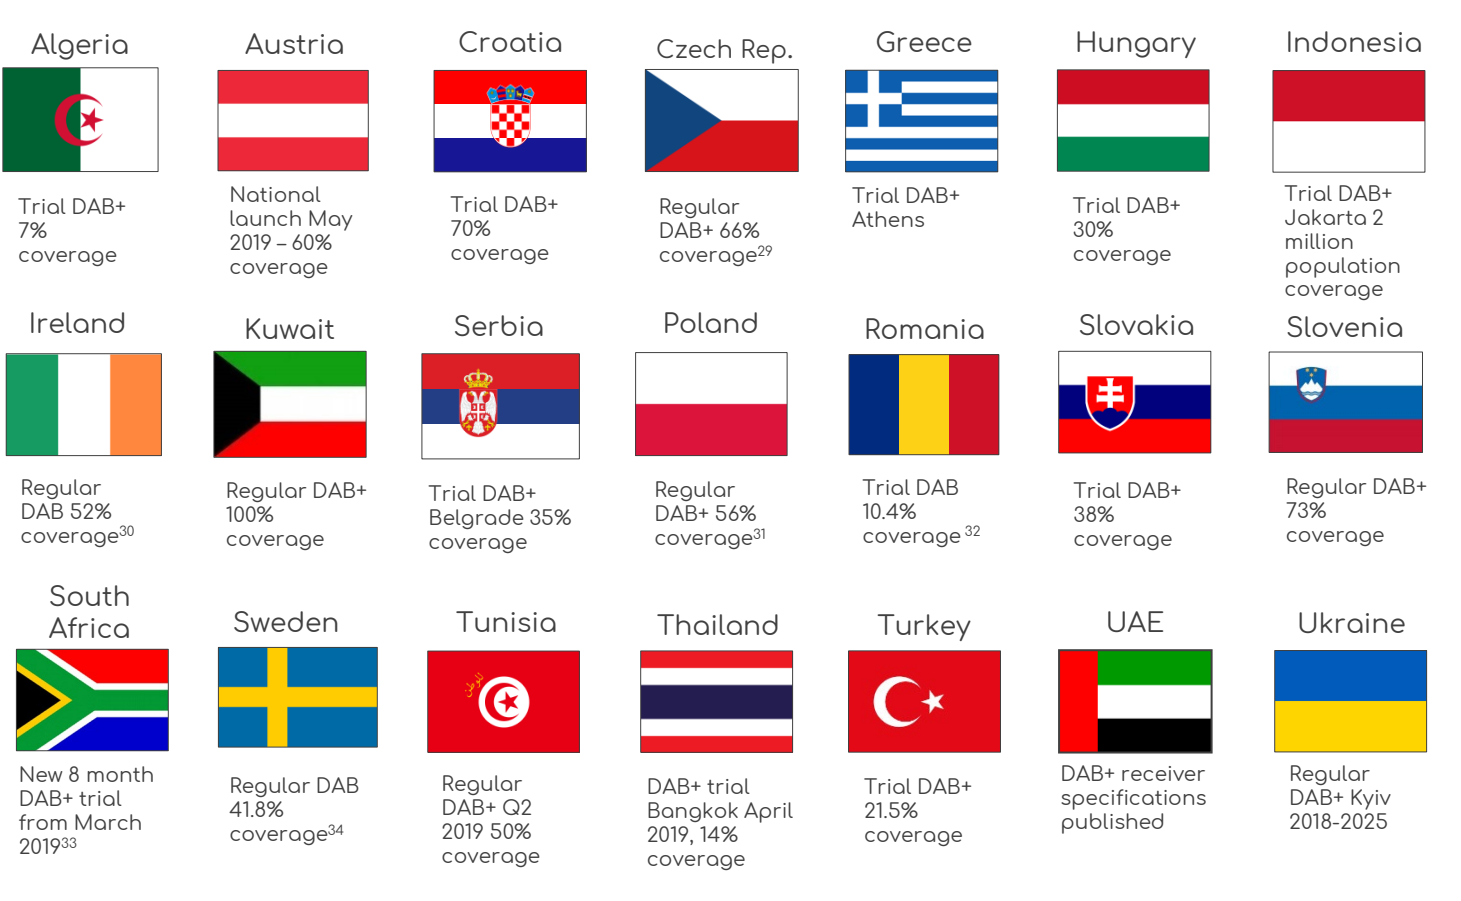 Algeria
Trial DAB+
7%
coverage
Austria
National
launch May
2019 – 60%
coverage
Croatia
Trial DAB+
70%
coverage
Czech Rep.
Regular
DAB+ 66%
coverage29
Greece
Trial DAB+
Athens
Hungary
Trial DAB+
30%
coverage
Indonesia
Trial DAB+
Jakarta 2
million
population
coverage
Ireland
Regular
DAB 52%
coverage30
Kuwait
Regular DAB+
100%
coverage
Serbia
Trial DAB+
Belgrade 35%
coverage
Poland
Regular
DAB+ 56%
coverage31
Romania
Trial DAB
10.4%
coverage 32
Slovakia
Trial DAB+
38%
coverage
Slovenia
Regular DAB+
73%
coverage
South
Africa
New 8 month
DAB+ trial
from March
201933
Sweden
Regular DAB
41.8%
coverage34
Tunisia
للوطن
Regular
DAB+ Q2
2019 50%
coverage
Thailand
DAB+ trial
Bangkok April
2019, 14%
coverage
Turkey
Trial DAB+
21.5%
coverage
UAE
DAB+ receiver
specifications
published
Ukraine
Regular
DAB+ Kyiv
2018-2025